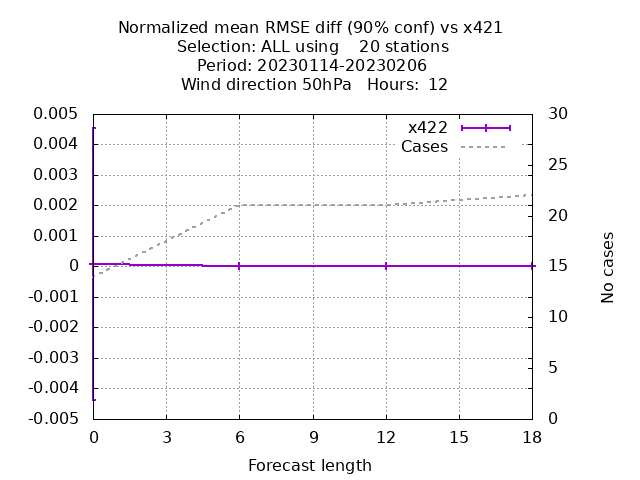 Normalized mean RMSE diff (90% conf) vs x421
Selection: ALL using    20 stations
Period: 20230114-20230206
Wind direction 50hPa   Hours:  12
x422
Cases
0.005
0.004
0.003
0.002
0.001
0
-0.001
-0.002
-0.003
-0.004
-0.005
30
25
20
15
10
5
0
No cases
0 3 6 9 12 15 18
Forecast length